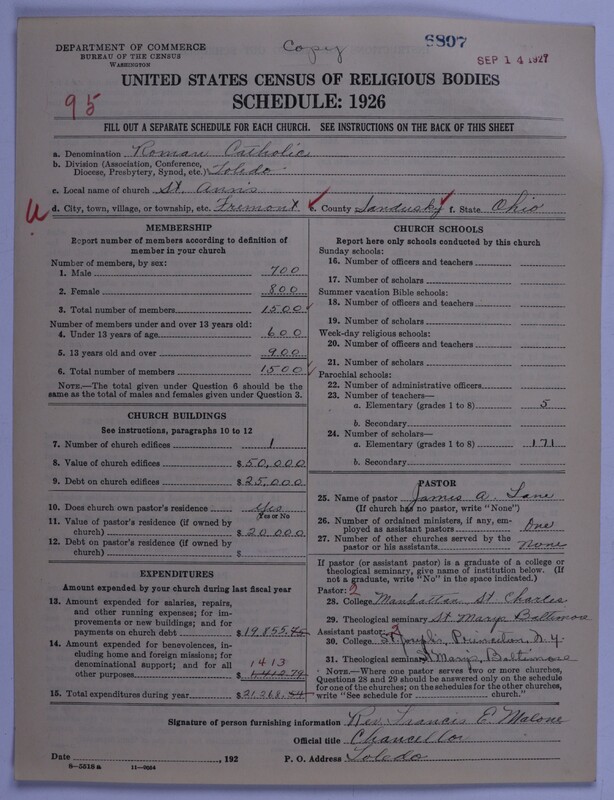 DEPARTMENT OF COMMERCE
BUREAU OF THE CENSUS
WASHINGTON
Copy
6807
SEP 14 1927
UNITED STATES CENSUS OF RELIGIOUS BODIES
95
SCHEDULE: 1926
FILL OUT A SEPARATE SCHEDULE FOR EACH CHURCH. SEE INSTRUCTIONS ON THE BACK OF THIS SHEET
a. Denomination Roman Catholic
b. Division (Association, Conference, Diocese, Presbytery, Synod, etc.) Toledo
c. Local name of church St. Ann's
d. City, town, village, or township, etc. Fremont e. County Sandusky f. State Ohio
MEMBERSHIP
Report number of members according to definition of
member in your church
Number of members, by sex:
1. Male 700
2. Female 800
3. Total number of members 1500
Number of members under and over 13 years old:
4. Under 13 years of age 600
5. 13 years old and over 900
6. Total number of members 1500
NOTE.—The total given under Question 6 should be the
same as the total of males and females given under Question 3.
CHURCH BUILDINGS
See instructions, paragraphs 10 to 12
7. Number of church edifices 1
8. Value of church edifices $50,000
9. Debt on church edifices $25,000
10. Does church own pastor's residence? Yes
Yes or No
11. Value of pastor's residence (if owned by
church) $20,000
12. Debt on pastor's residence (if owned by
church) $
EXPENDITURES
Amount expended by your church during last fiscal year
13. Amount expended for salaries, repairs,
and other running expenses; for im-
provements or new buildings; and for
payments on church debt $19,855.
14. Amount expended for benevolences, in-
cluding home and foreign missions; for
denominational support; and for all
other purposes 1413
15. Total expenditures during year $21,268.
CHURCH SCHOOLS
Report here only schools conducted by this church
Sunday schools:
16. Number of officers and teachers
17. Number of scholars
Summer vacation Bible schools:
18. Number of officers and teachers
19. Number of scholars
Week-day religious schools:
20. Number of officers and teachers
21. Number of scholars
Parochial schools:
22. Number of administrative officers
23. Number of teachers—
a. Elementary (grades 1 to 8) 5
b. Secondary
24. Number of scholars—
a. Elementary (grades 1 to 8) 171
b. Secondary
PASTOR
25. Name of pastor James A. Lane
(If church has no pastor, write "None")
26. Number of ordained ministers, if any, em-
ployed as assistant pastors One
27. Number of other churches served by the
pastor or his assistants None
If pastor (or assistant pastor) is a graduate of a college or
theological seminary, give name of institution below. (If
not a graduate, write "No" in the space indicated.)
Pastor: 2
28. College Manhattan St. Charles
29. Theological seminary St. Marys Baltimore
Assistant pastor:
30. College St. Josephs, Princeton, N.Y.
31. Theological seminary St Marys, Baltimore
NOTE.—Where one pastor serves two or more churches,
Questions 28 and 29 should be answered only on the schedule
for one of the churches; on the schedules for the other churches,
write "See schedule for church."
Signature of person furnishing information Rev. Francis E. Malone
Official title Chancellor
Date , 192 P. O. Address Toledo
8—5518 a 11—9084